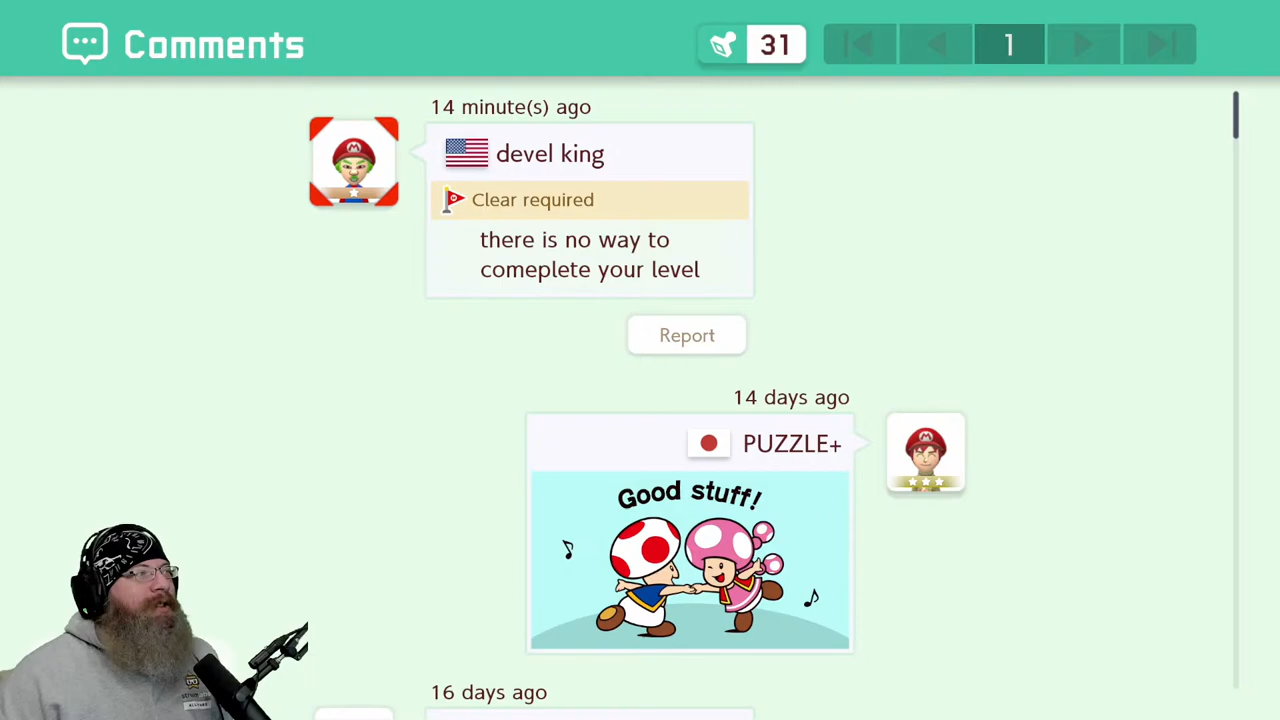 Comments
31
1
14 minute(s) ago
devel king
Clear required
there is no way to
comeplete your level
Report
14 days ago
PUZZLE+
Good stuff!
16 days ago